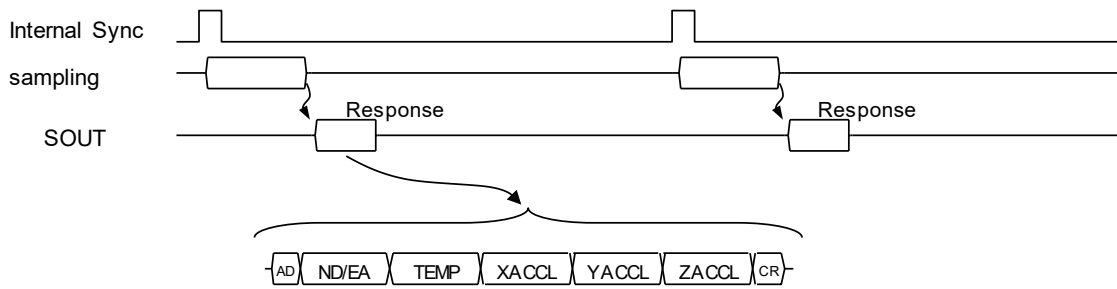 Internal Sync
sampling
Response Response
SOUT
AD ND/EA TEMP XACCL YACCL ZACCL CR